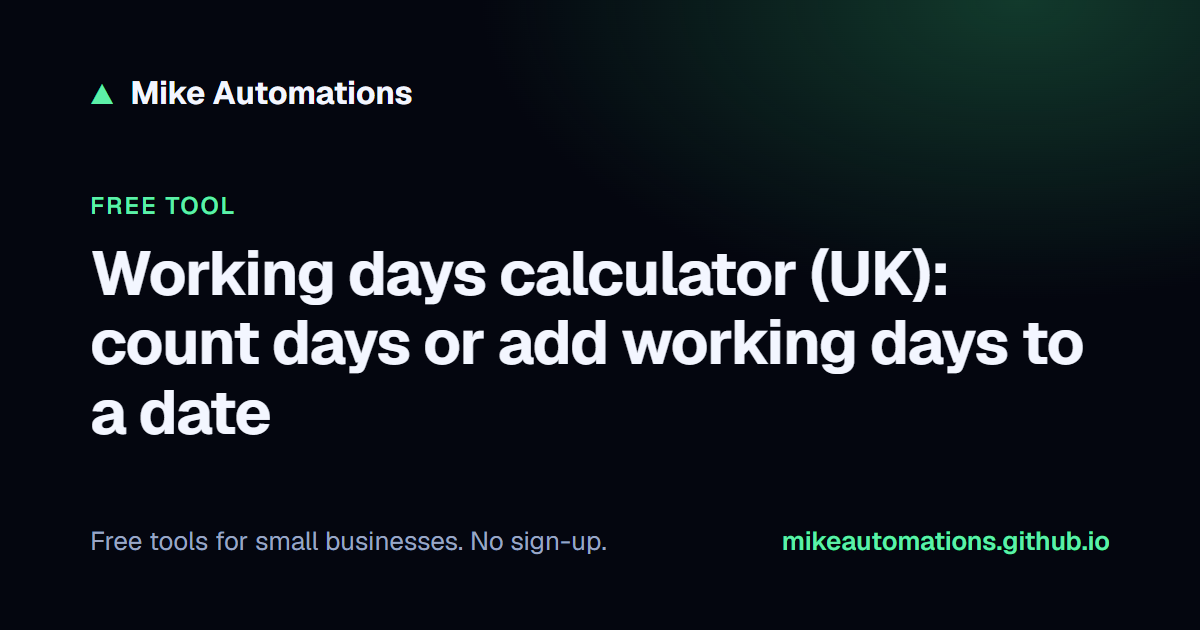 Mike Automations
FREE TOOL
Working days calculator (UK):
count days or add working days to
a date
Free tools for small businesses. No sign-up.
mikeautomations.github.io